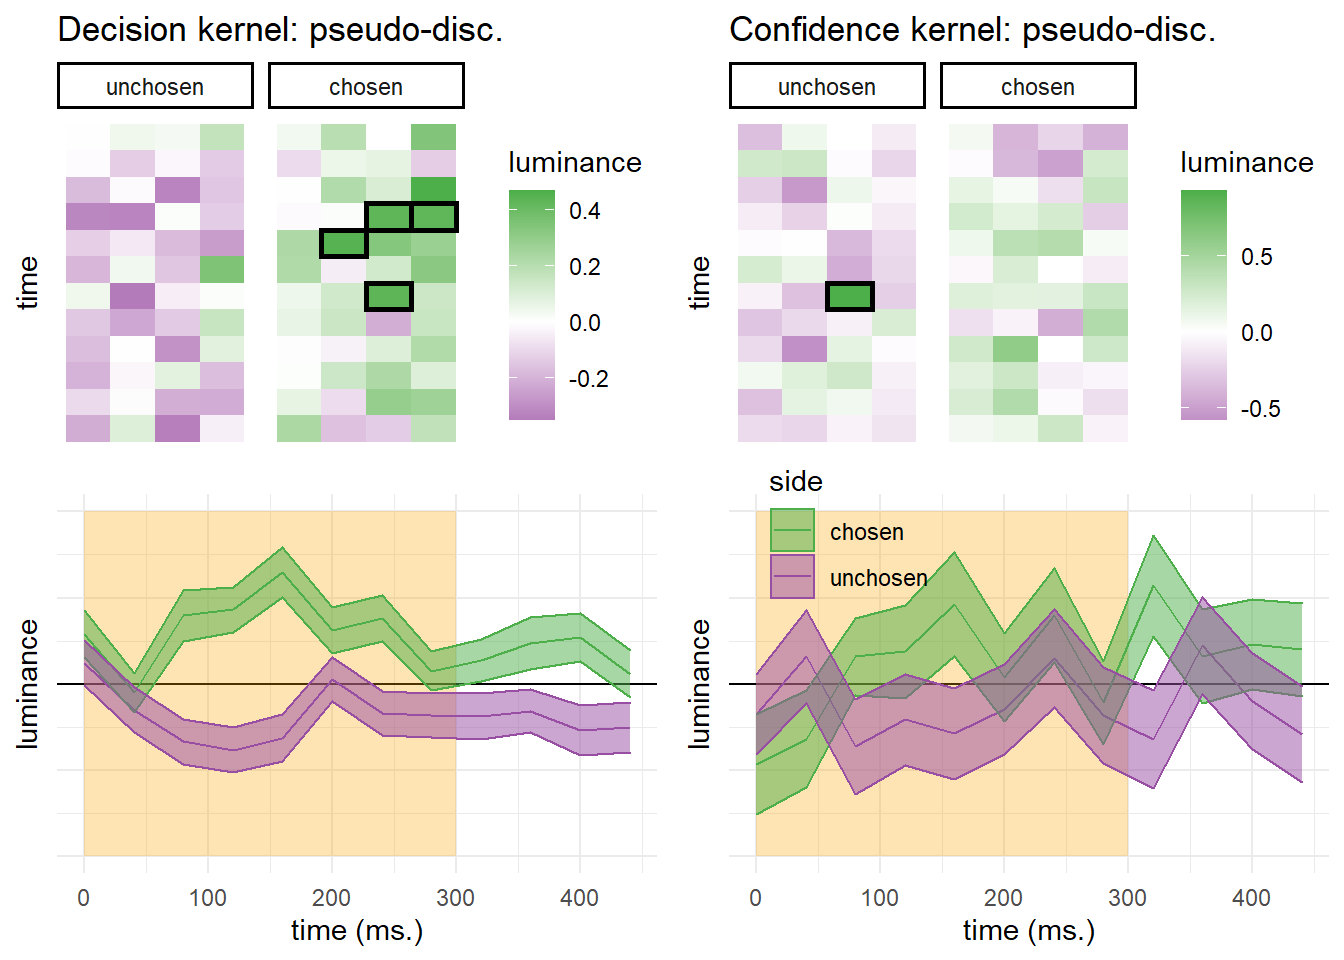 Decision kernel: pseudo-disc.
unchosen
chosen
time
luminance
0.4
0.2
0.0
-0.2
Confidence kernel: pseudo-disc.
unchosen
chosen
time
luminance
0.5
0.0
-0.5
luminance
0
100
200
300
400
time (ms.)
side
chosen
unchosen
luminance
0
100
200
300
400
time (ms.)